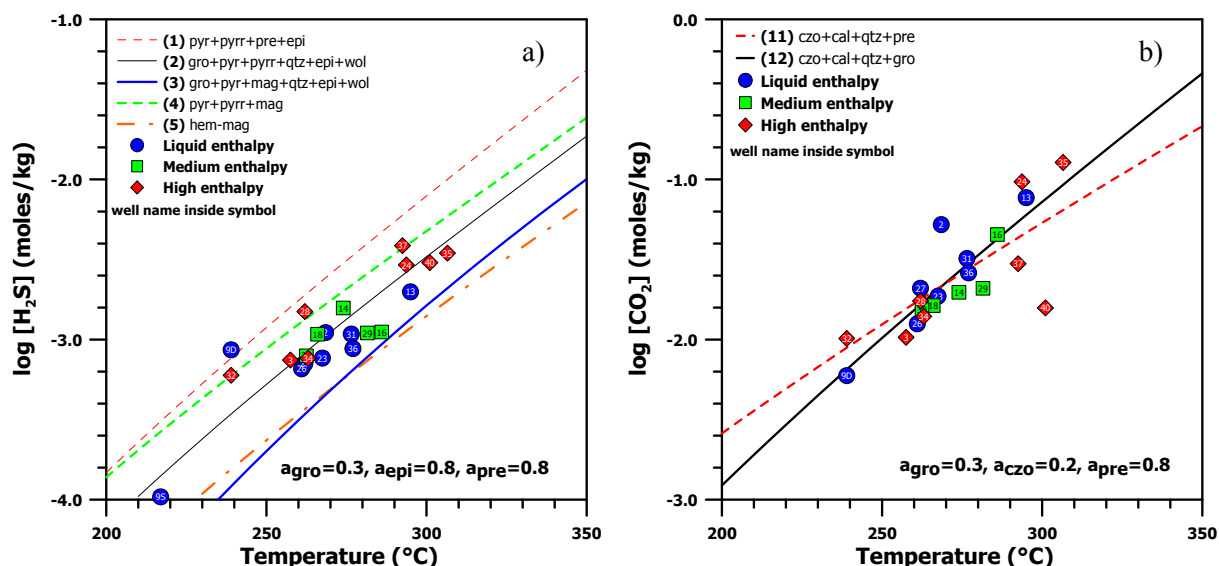 a)
-1.0
-2.0
-3.0
-4.0
log [H₂S] (moles/kg)
(1) pyr+pyrr+pre+epi
(2) gro+pyr+pyrr+qtz+epi+wol
(3) gro+pyr+mag+qtz+epi+wol
(4) pyr+pyrr+mag
(5) hem-mag
Liquid enthalpy
Medium enthalpy
High enthalpy
well name inside symbol
37
24
40
35
13
28
14
9D
18
2
31
29
16
36
3
34
23
26
32
9S
agro=0.3, aepi=0.8, apre=0.8
200
250
300
350
Temperature (°C)
b)
0.0
-1.0
-2.0
-3.0
log [CO₂] (moles/kg)
(11) czo+cal+qtz+pre
(12) czo+cal+qtz+gro
Liquid enthalpy
Medium enthalpy
High enthalpy
well name inside symbol
35
24
13
2
16
31
37
36
27
29
14
23
28
18
40
34
26
32
3
9D
agro=0.3, aczo=0.2, apre=0.8
200
250
300
350
Temperature (°C)